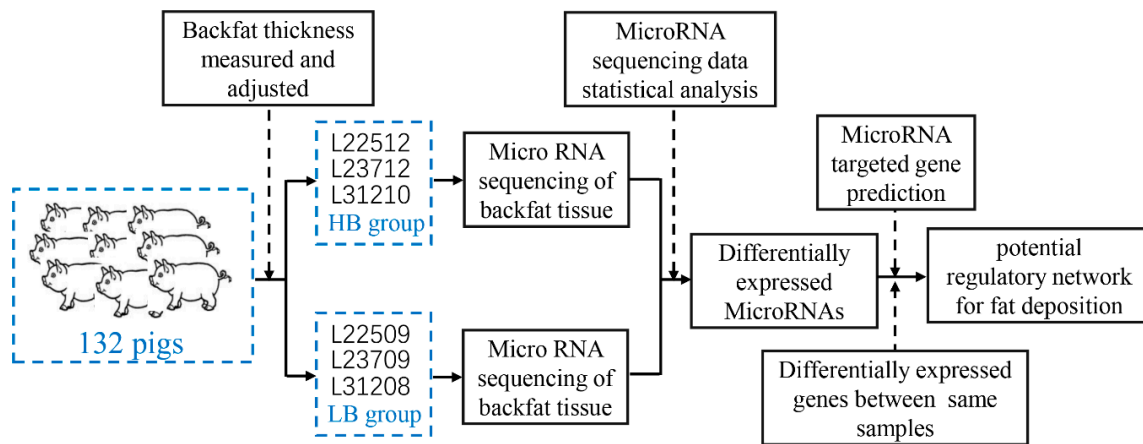 Backfat thickness
measured and
adjusted
MicroRNA
sequencing data
statistical analysis
132 pigs
L22512
L23712
L31210
HB group
Micro RNA
sequencing of
backfat tissue
L22509
L23709
L31208
LB group
Micro RNA
sequencing of
backfat tissue
Differentially
expressed
MicroRNAs
MicroRNA
targeted gene
prediction
Differentially expressed
genes between same
samples
potential
regulatory network
for fat deposition